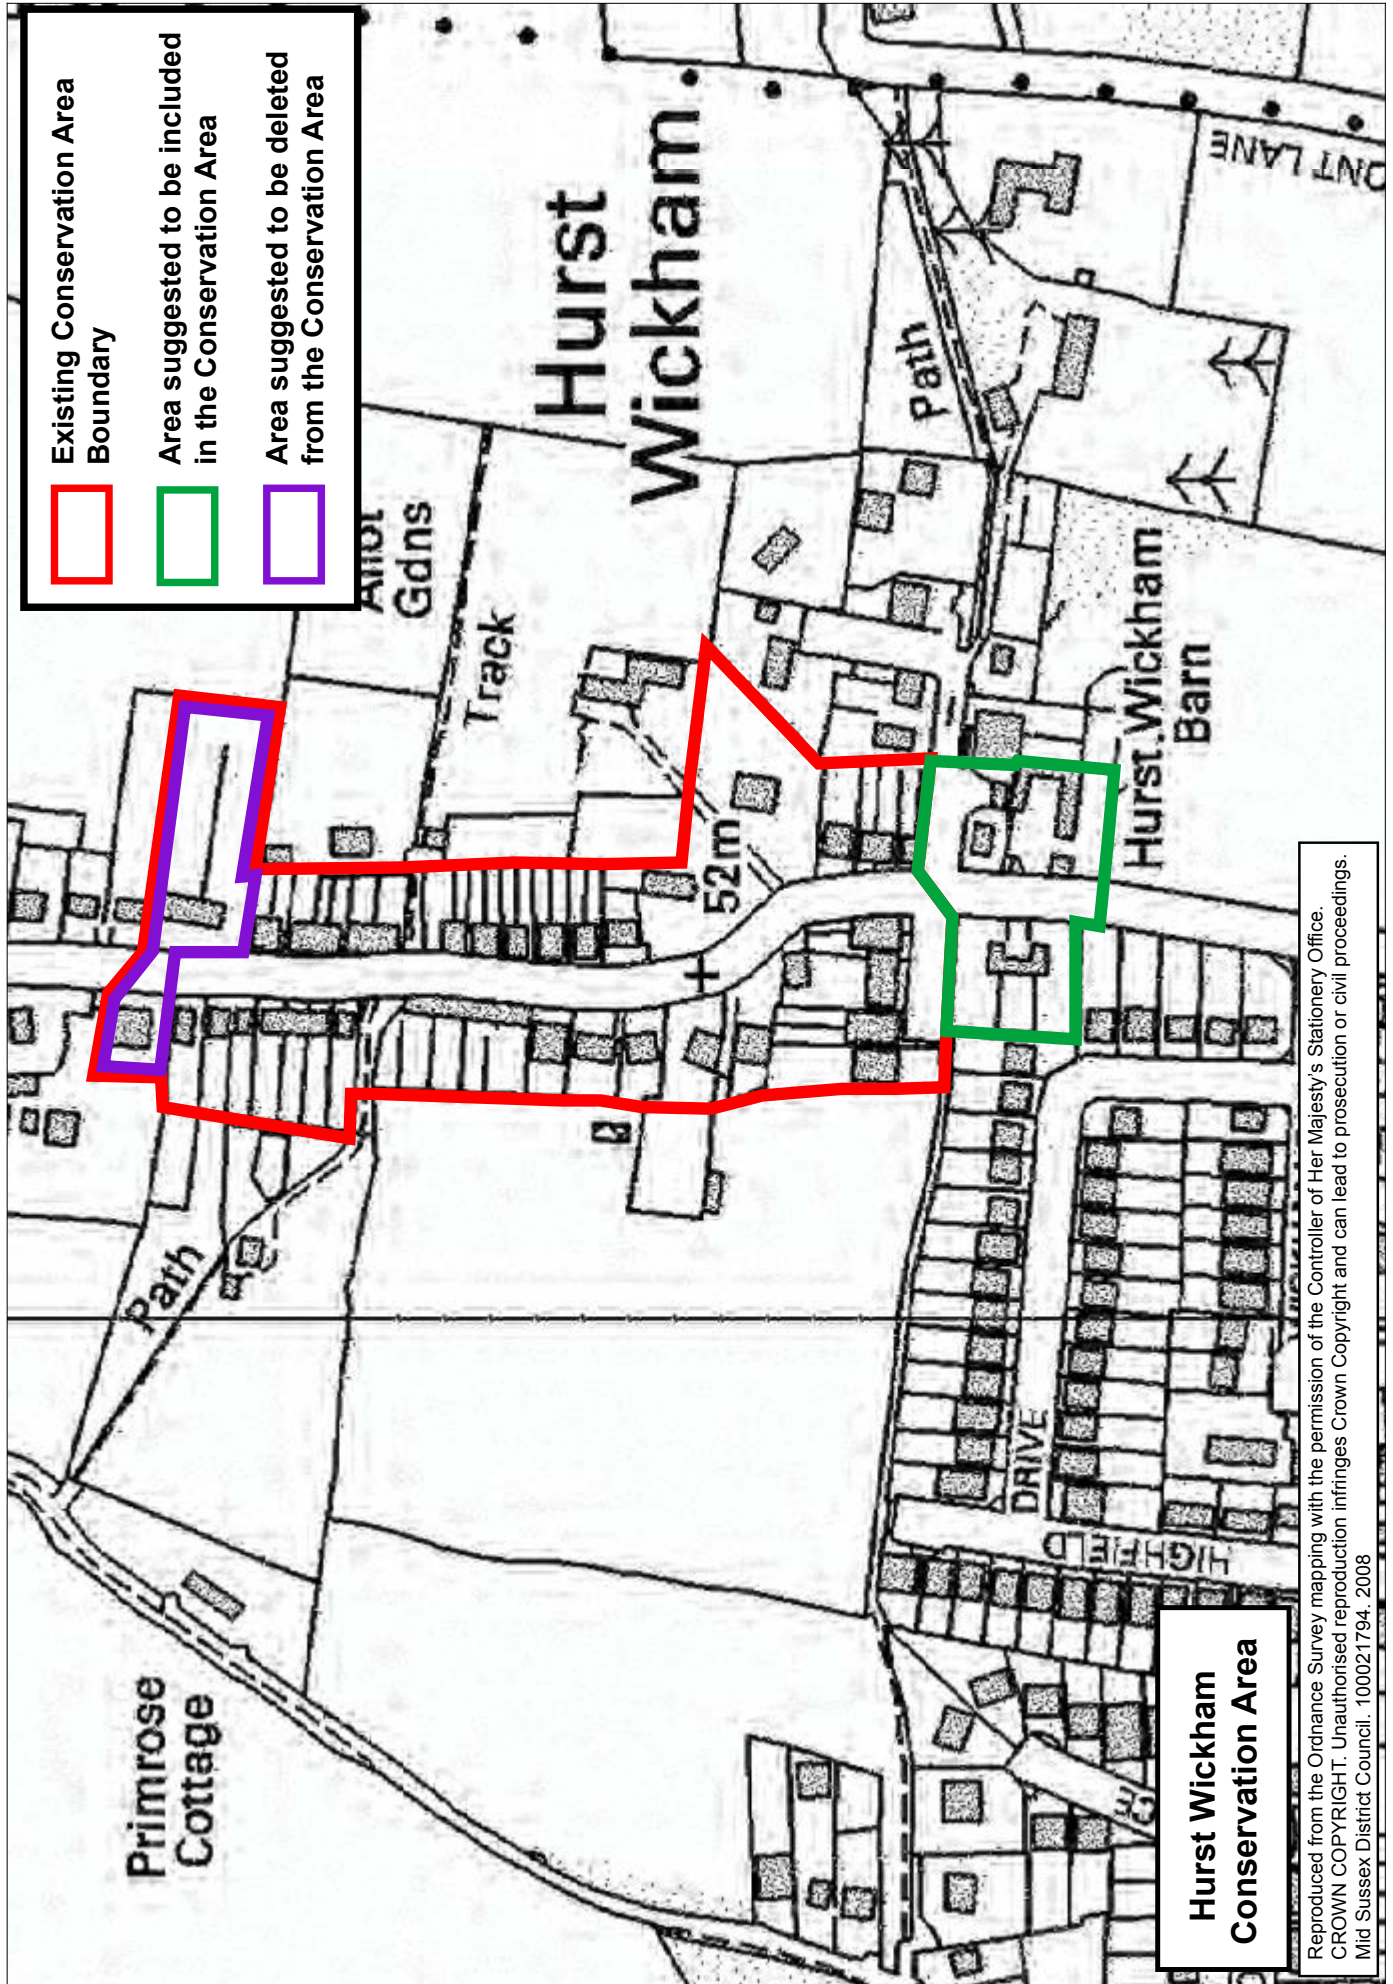 Existing Conservation Area
Boundary
Area suggested to be included
in the Conservation Area
Area suggested to be deleted
from the Conservation Area
Allot
Gdns
Track
Hurst
Wickham
Path
ONT LANE
52m
Hurst Wickham
Barn
Path
Primrose
Cottage
DRIVE
HIGHFIELD
Hurst Wickham
Conservation Area
Reproduced from the Ordnance Survey mapping with the permission of the Controller of Her Majesty's Stationery Office.
CROWN COPYRIGHT. Unauthorised reproduction infringes Crown Copyright and can lead to prosecution or civil proceedings.
Mid Sussex District Council. 100021794. 2008